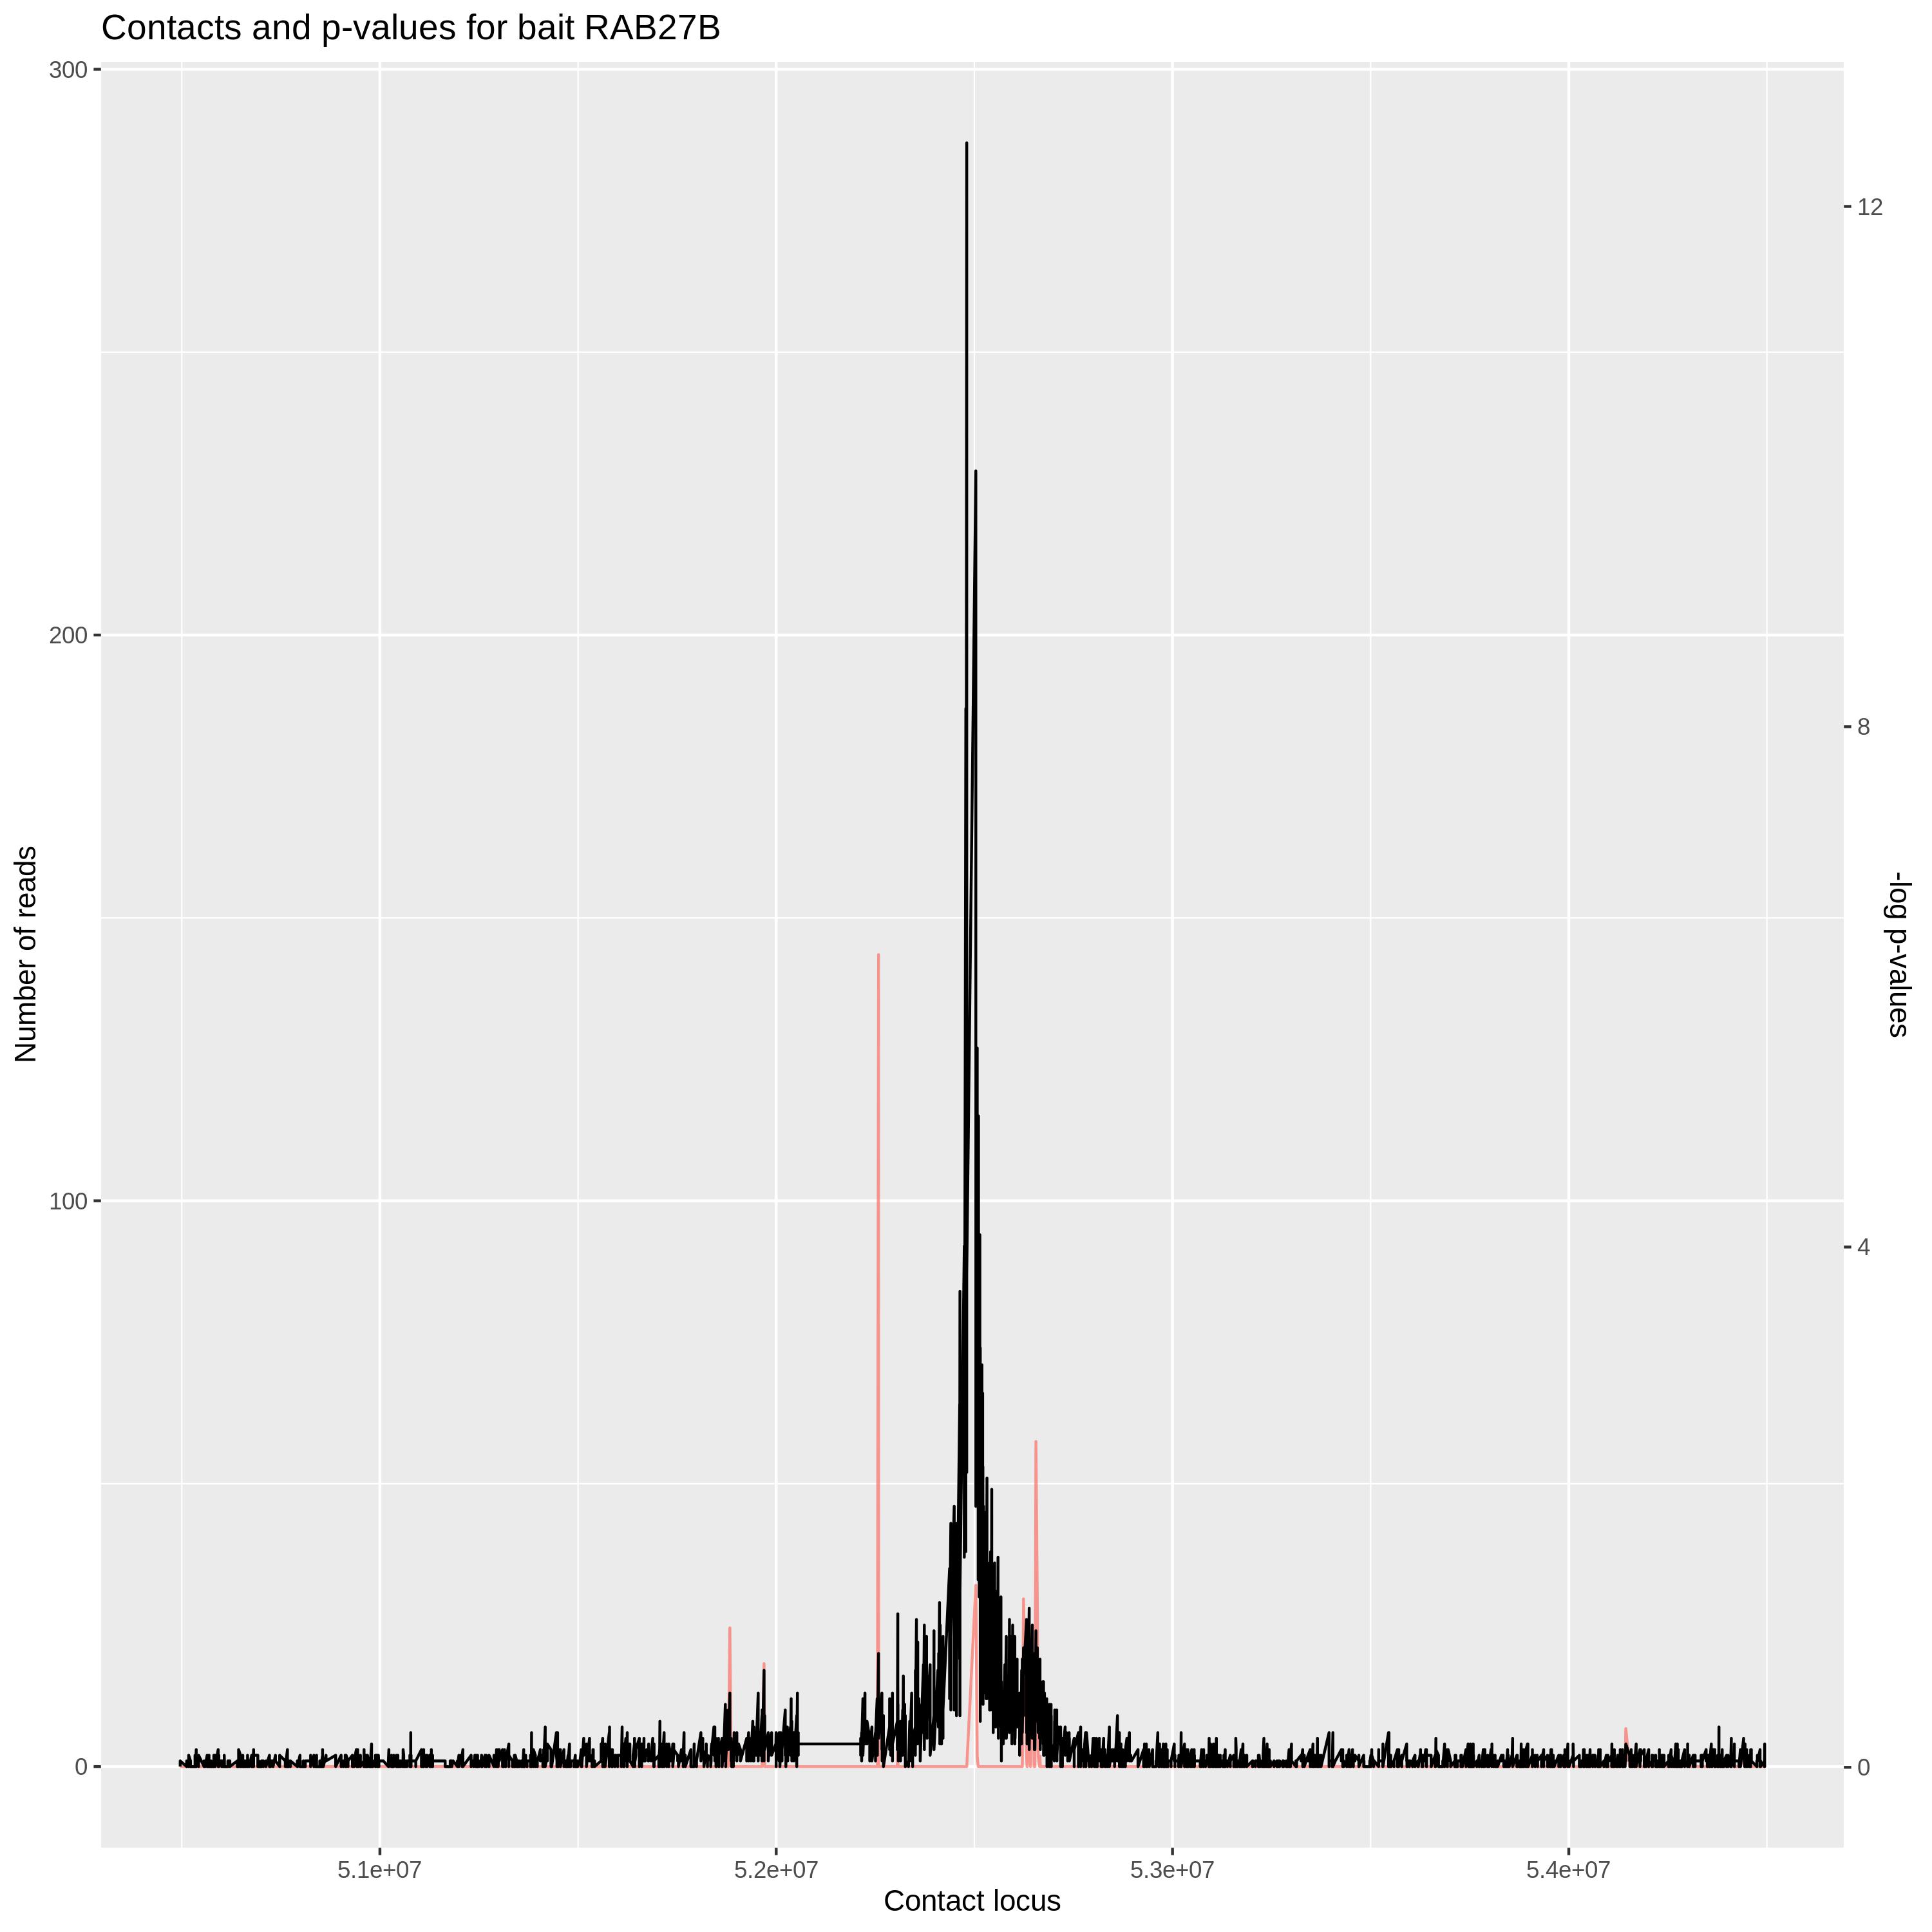 Contacts and p-values for bait RAB27B
300
200
100
0
12
8
4
0
Number of reads
-log p-values
5.1e+07
5.2e+07
5.3e+07
5.4e+07
Contact locus